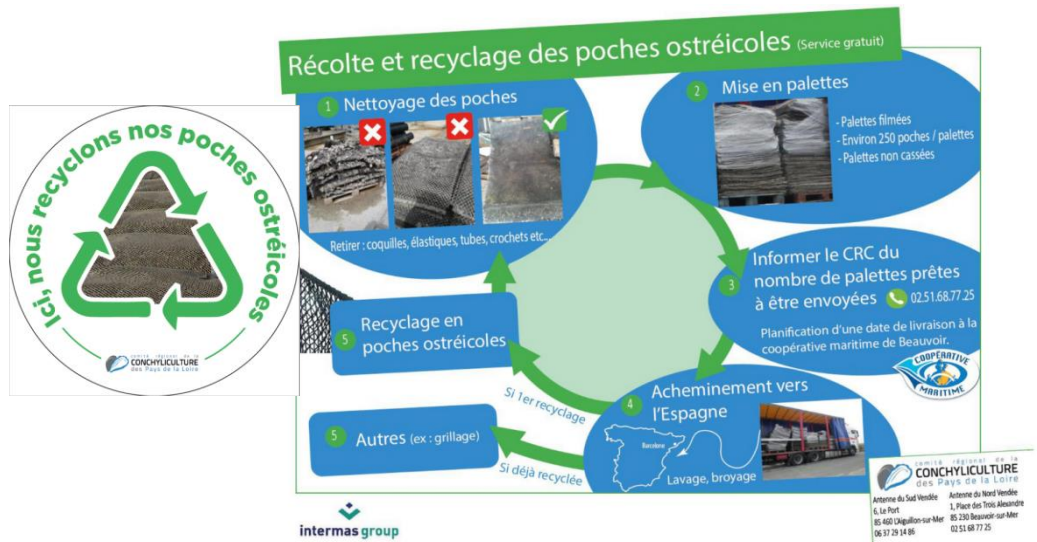 Ici, nous recyclons nos poches ostréicoles
comité régional de la
CONCHYLICULTURE
des Pays de la Loire
Récolte et recyclage des poches ostréicoles (Service gratuit)
1 Nettoyage des poches
Retirer : coquilles, élastiques, tubes, crochets etc...
2 Mise en palettes
- Palettes filmées
- Environ 250 poches / palettes
- Palettes non cassées
3 Informer le CRC du
nombre de palettes prêtes
à être envoyées 02.51.68.77.25
Planification d'une date de livraison à la
coopérative maritime de Beauvoir.
COOPÉRATIVE
MARITIME
4 Acheminement vers
l'Espagne
Barcelone
Lavage, broyage
Si 1er recyclage
5 Recyclage en
poches ostréicoles
Si déjà recyclée
5 Autres (ex : grillage)
intermas group
comité régional de la
CONCHYLICULTURE
des Pays de la Loire
Antenne du Sud Vendée
6, Le Port
85 460 L'Aiguillon-sur-Mer
06 37 29 14 86
Antenne du Nord Vendée
1, Place des Trois Alexandre
85 230 Beauvoir-sur-Mer
02 51 68 77 25